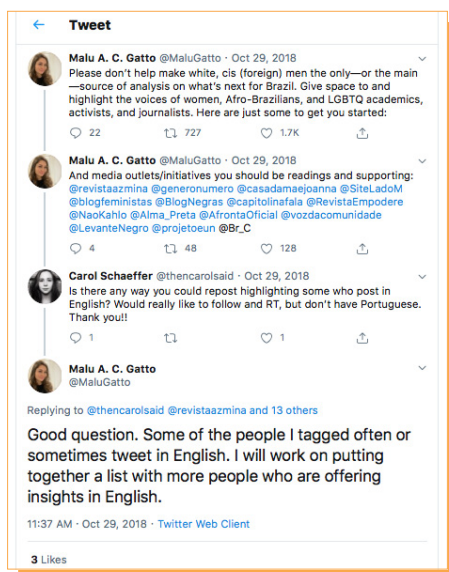 Tweet
Malu A. C. Gatto @MaluGatto · Oct 29, 2018
Please don't help make white, cis (foreign) men the only—or the main
—source of analysis on what's next for Brazil. Give space to and
highlight the voices of women, Afro-Brazilians, and LGBTQ academics,
activists, and journalists. Here are just some to get you started:
22 727 1.7K
Malu A. C. Gatto @MaluGatto · Oct 29, 2018
And media outlets/initiatives you should be readings and supporting:
@revistaazmina @generonumero @casadamaejoanna @SiteLadoM
@blogfeministas @BlogNegras @capitolinafala @RevistaEmpodere
@NaoKahlo @Alma_Preta @AfrontaOficial @vozdacomunidade
@LevanteNegro @projetoeun @Br_C
4 48 128
Carol Schaeffer @thencarolsaid · Oct 29, 2018
Is there any way you could repost highlighting some who post in
English? Would really like to follow and RT, but don't have Portuguese.
Thank you!!
1 1
Malu A. C. Gatto
@MaluGatto
Replying to @thencarolsaid @revistaazmina and 13 others
Good question. Some of the people I tagged often or
sometimes tweet in English. I will work on putting
together a list with more people who are offering
insights in English.
11:37 AM · Oct 29, 2018 · Twitter Web Client
3 Likes